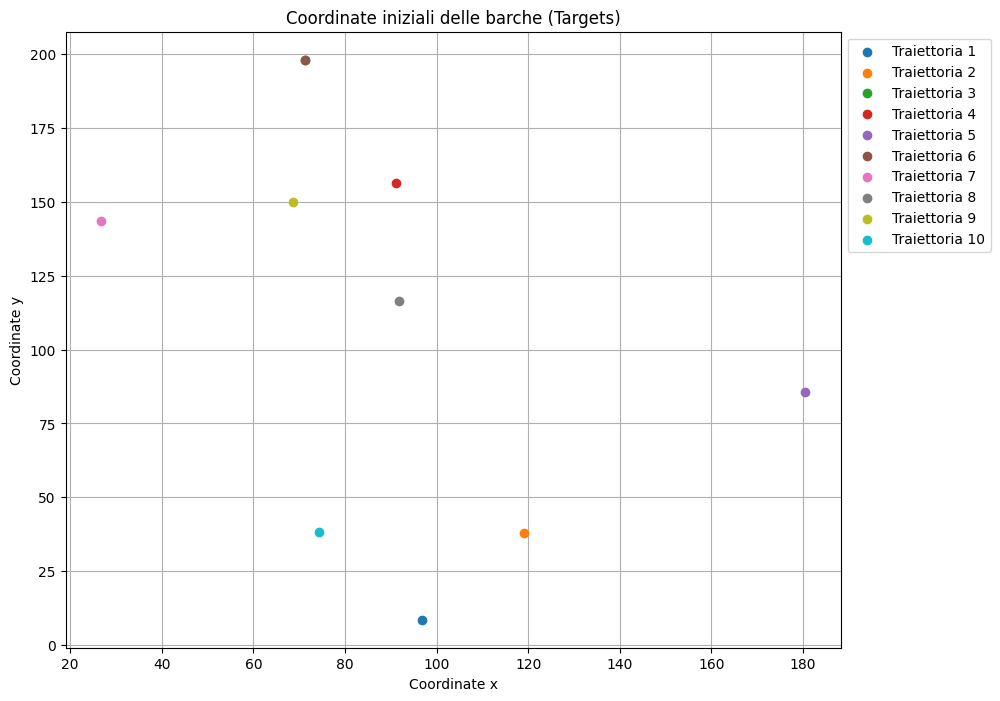 Coordinate iniziali delle barche (Targets)
200
175
150
125
100
75
50
25
0
Coordinate y
20
40
60
80
100
120
140
160
180
Coordinate x
Traiettoria 1
Traiettoria 2
Traiettoria 3
Traiettoria 4
Traiettoria 5
Traiettoria 6
Traiettoria 7
Traiettoria 8
Traiettoria 9
Traiettoria 10